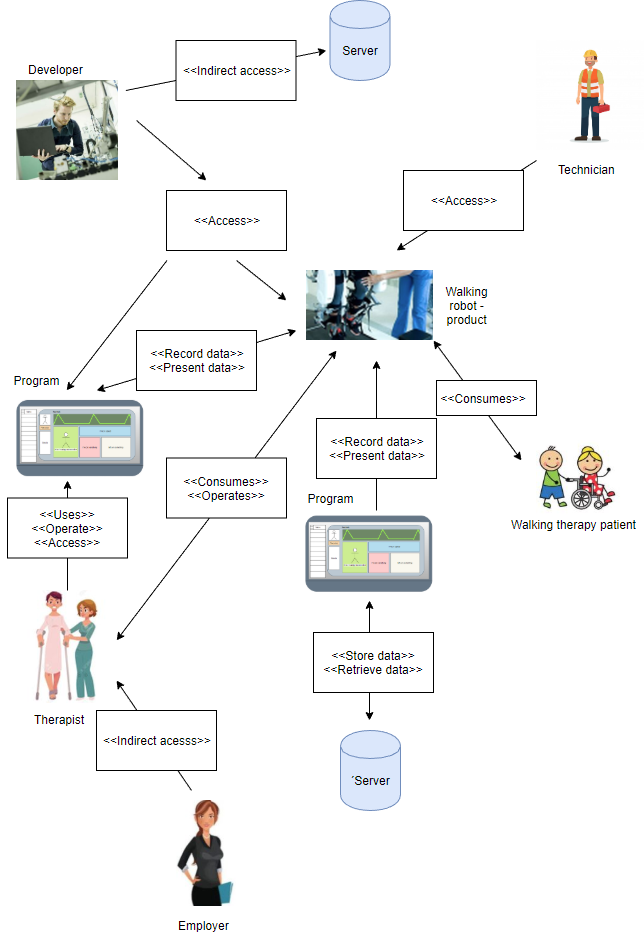 Server
<<Indirect access>>
Developer
Technician
<<Access>>
<<Access>>
Walking
robot -
product
<<Record data>>
<<Present data>>
Program
<<Consumes>>
<<Record data>>
<<Present data>>
<<Consumes>>
<<Operates>>
Program
<<Uses>>
<<Operate>>
<<Access>>
Walking therapy patient
<<Store data>>
<<Retrieve data>>
Therapist
<<Indirect acesss>>
´Server
Employer